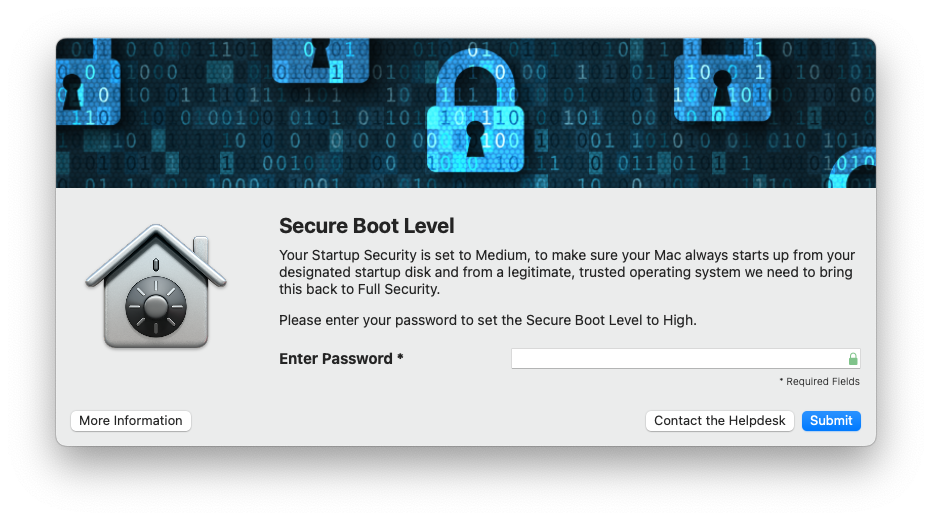 Secure Boot Level
Your Startup Security is set to Medium, to make sure your Mac always starts up from your
designated startup disk and from a legitimate, trusted operating system we need to bring
this back to Full Security.
Please enter your password to set the Secure Boot Level to High.
Enter Password *
* Required Fields
More Information
Contact the Helpdesk
Submit